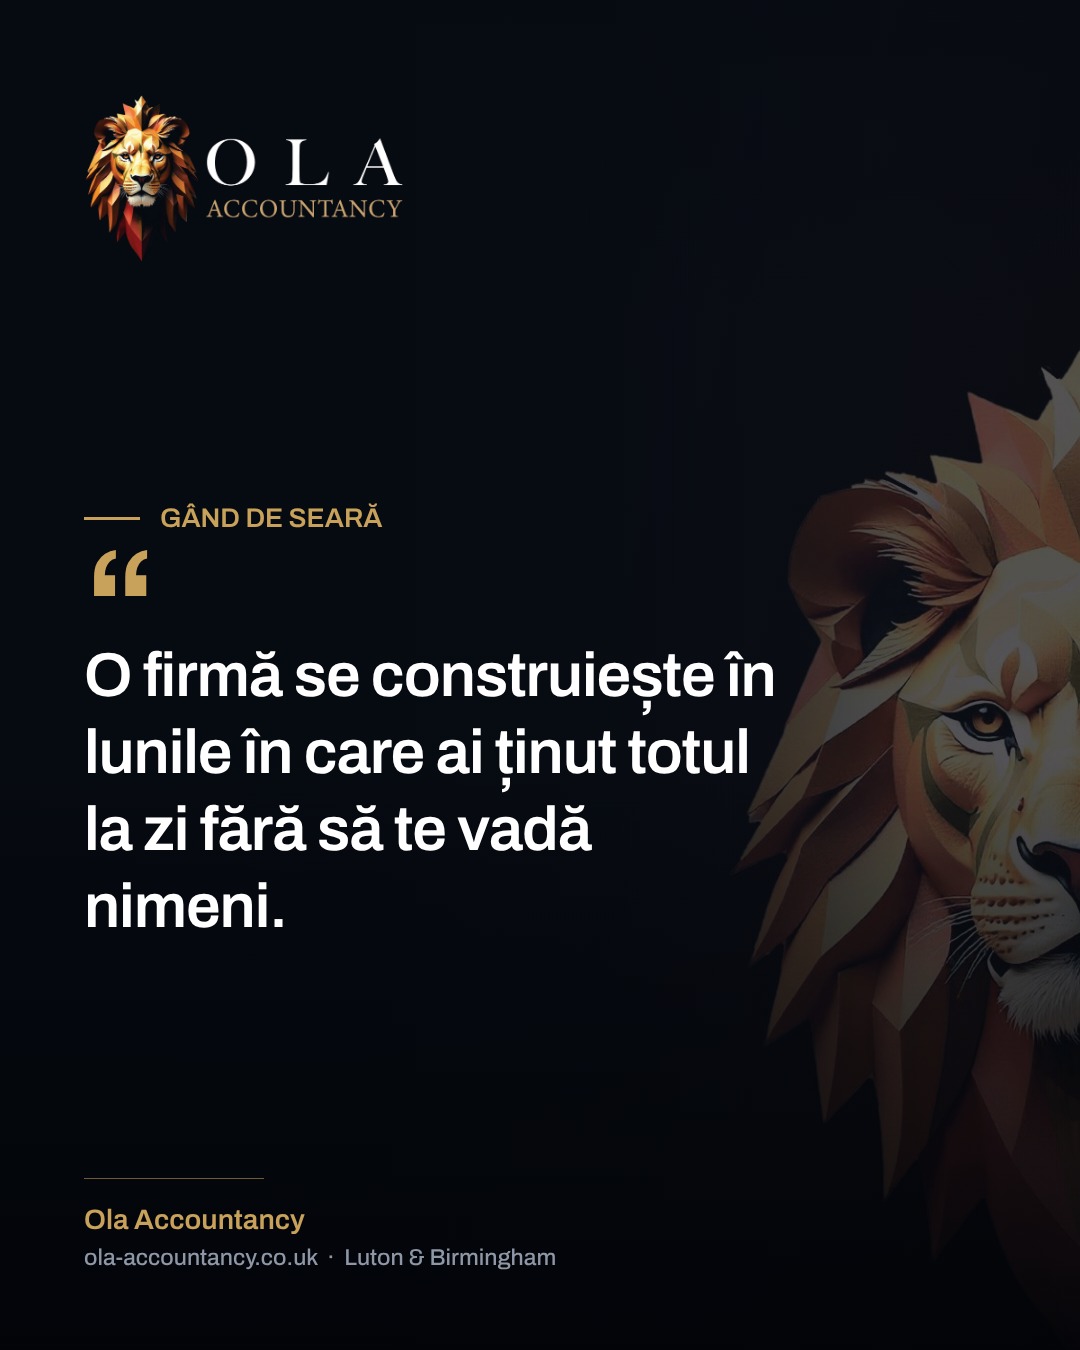 OLA
ACCOUNTANCY
GÂND DE SEARĂ
“
O firmă se construiește în
lunile în care ai ținut totul
la zi fără să te vadă
nimeni.
Ola Accountancy
ola-accountancy.co.uk · Luton & Birmingham